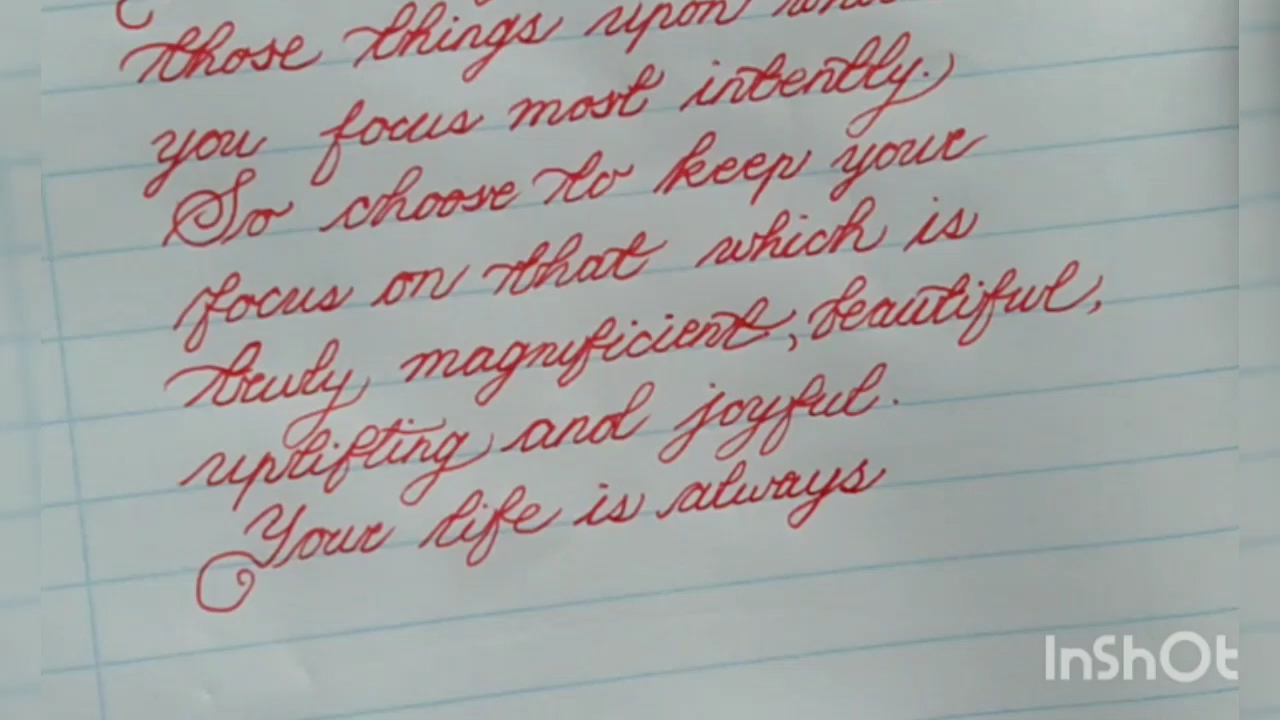 those things upon
you focus most intently.
So choose to keep your
focus on that which is
truly magnificient, beautiful,
uplifting and joyful.
Your life is always
InShOt